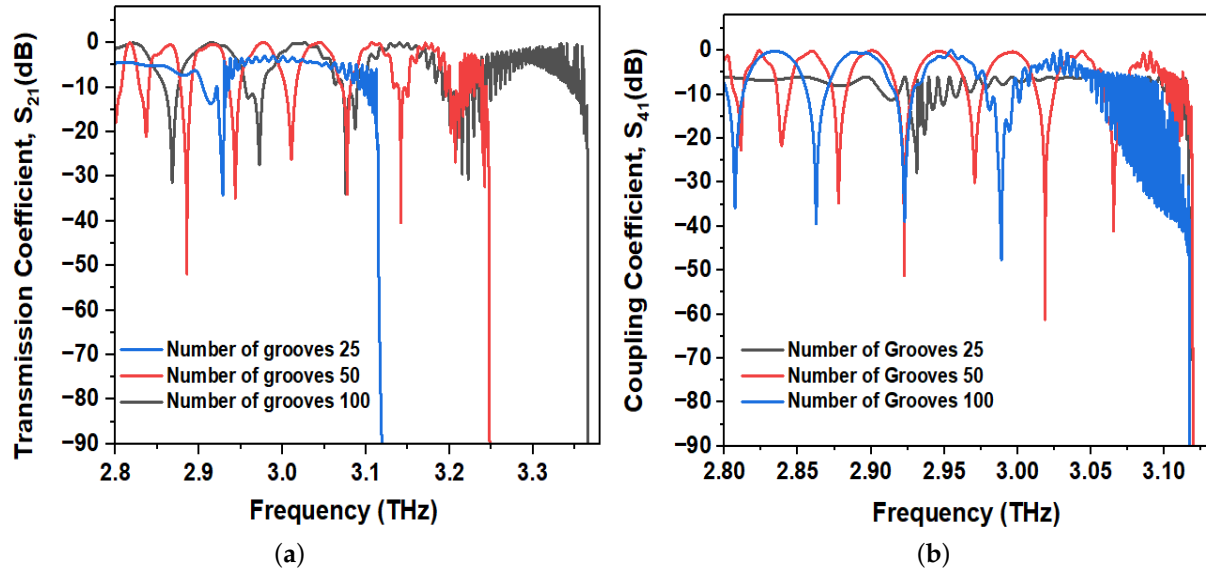 Transmission Coefficient, S21(dB)
0
−10
−20
−30
−40
−50
−60
−70
−80
−90
Number of grooves 25
Number of grooves 50
Number of grooves 100
2.8 2.9 3.0 3.1 3.2 3.3
Frequency (THz)
(a)
Coupling Coefficient, S41(dB)
0
−10
−20
−30
−40
−50
−60
−70
−80
−90
Number of Grooves 25
Number of Grooves 50
Number of Grooves 100
2.80 2.85 2.90 2.95 3.00 3.05 3.10
Frequency (THz)
(b)